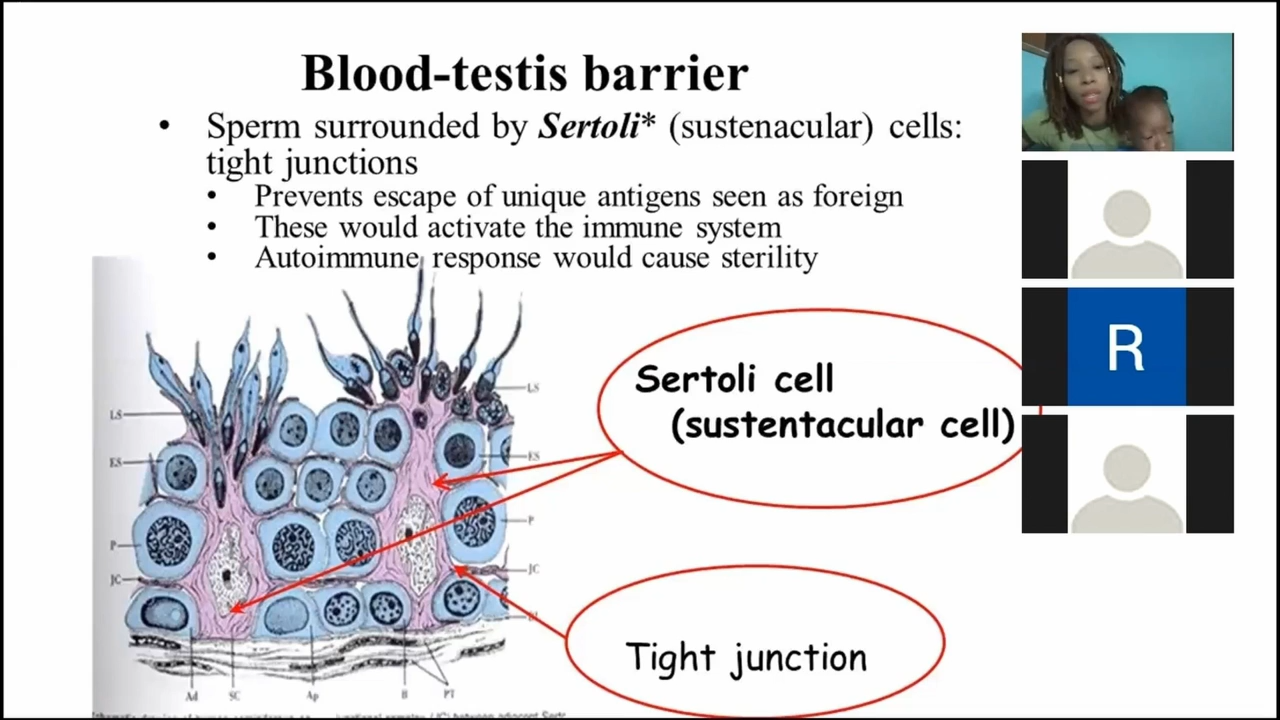 Blood-testis barrier
• Sperm surrounded by Sertoli* (sustenacular) cells:
tight junctions
• Prevents escape of unique antigens seen as foreign
• These would activate the immune system
• Autoimmune response would cause sterility
Sertoli cell
(sustentacular cell)
Tight junction
R
LS
ES
P
JC
LS
ES
P
JC
Ad SC Ap B PT